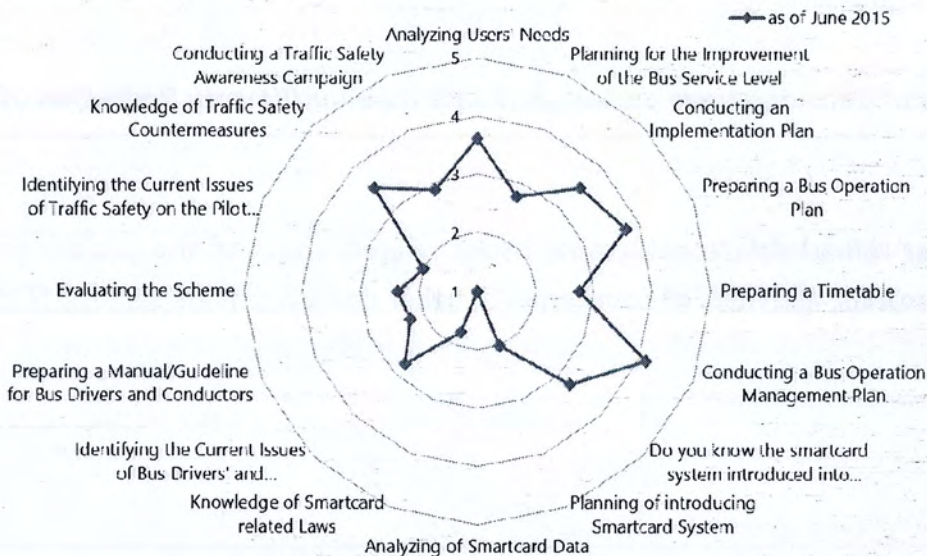 as of June 2015
Analyzing Users' Needs
Planning for the Improvement
of the Bus Service Level
Conducting an
Implementation Plan
Preparing a Bus Operation
Plan
Preparing a Timetable
Conducting a Bus Operation
Management Plan
Do you know the smartcard
system introduced into...
Planning of introducing
Smartcard System
Analyzing of Smartcard Data
Knowledge of Smartcard
related Laws
Identifying the Current Issues
of Bus Drivers' and...
Preparing a Manual/Guideline
for Bus Drivers and Conductors
Evaluating the Scheme
Identifying the Current Issues
of Traffic Safety on the Pilot...
Knowledge of Traffic Safety
Countermeasures
Conducting a Traffic Safety
Awareness Campaign
5
4
3
2
1